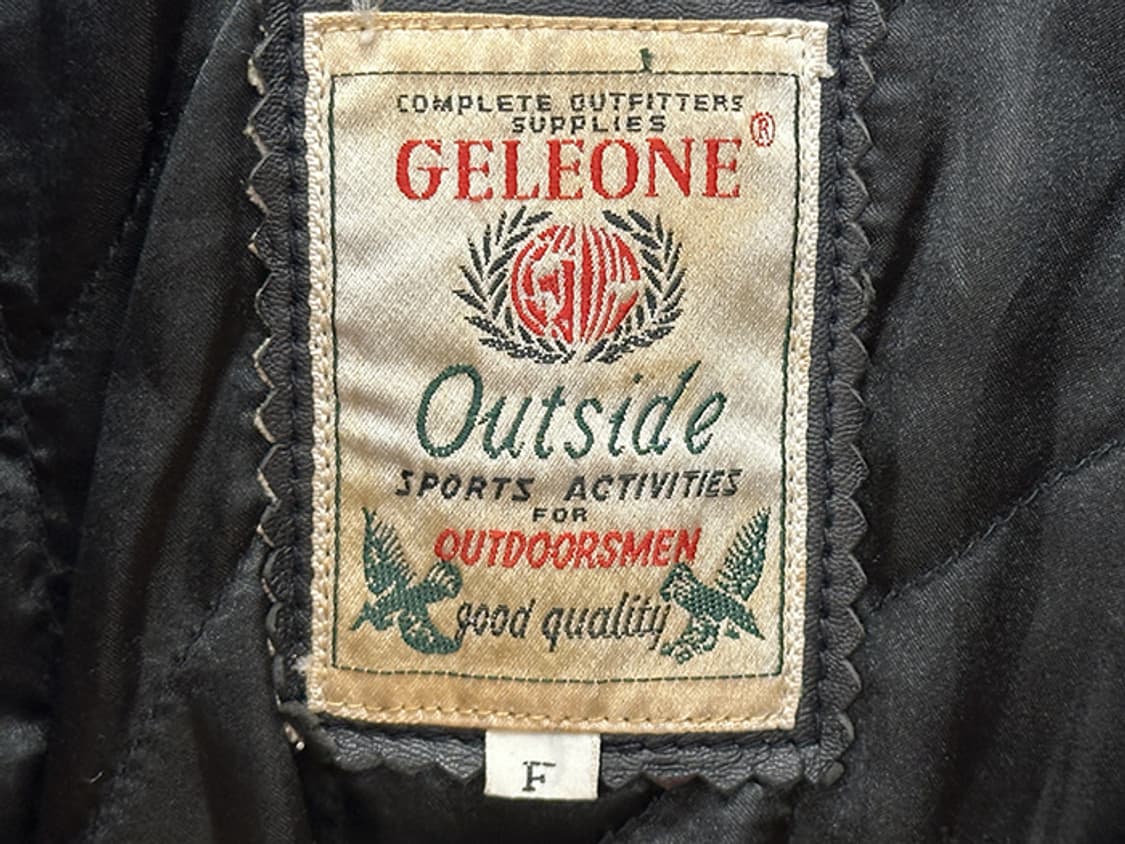 COMPLETE OUTFITTERS
SUPPLIES
GELEONE®
Outside
SPORTS ACTIVITIES
FOR
OUTDOORSMEN
good quality
F